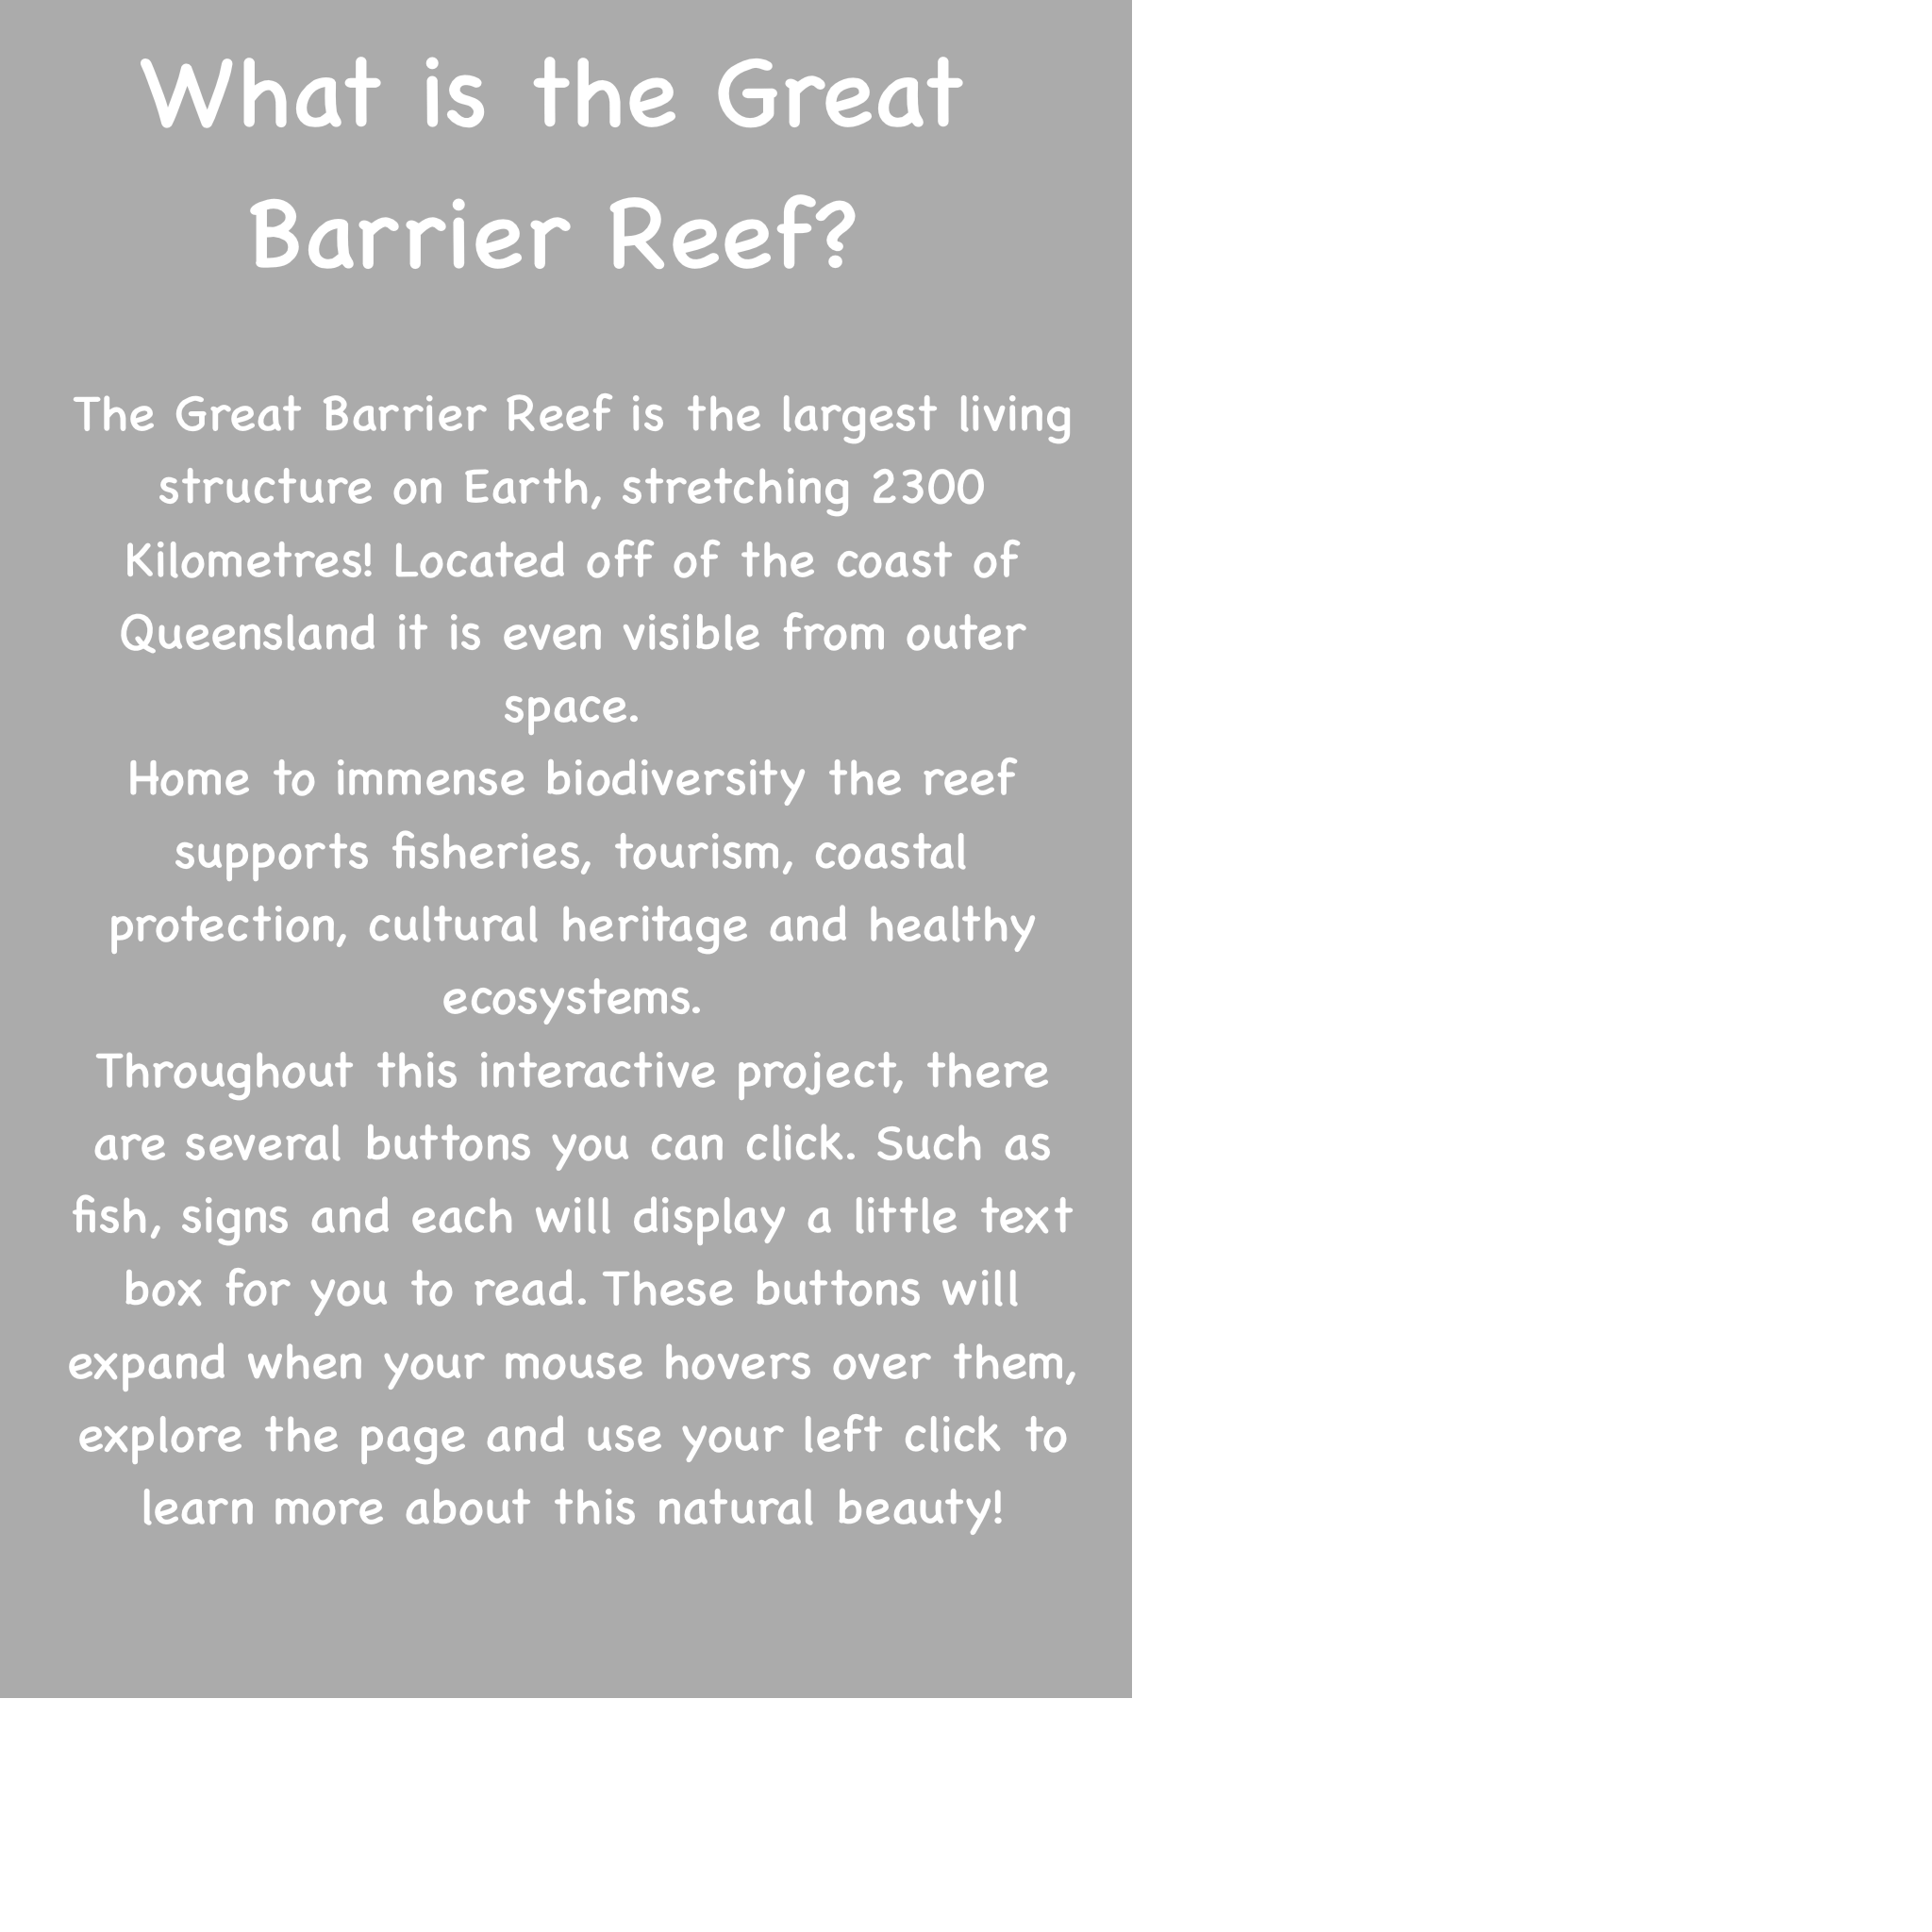 What is the Great
Barrier Reef?
The Great Barrier Reef is the largest living
structure on Earth, stretching 2300
Kilometres! Located off of the coast of
Queensland it is even visible from outer
space.
Home to immense biodiversity the reef
supports fisheries, tourism, coastal
protection, cultural heritage and healthy
ecosystems.
Throughout this interactive project, there
are several buttons you can click. Such as
fish, signs and each will display a little text
box for you to read. These buttons will
expand when your mouse hovers over them,
explore the page and use your left click to
learn more about this natural beauty!